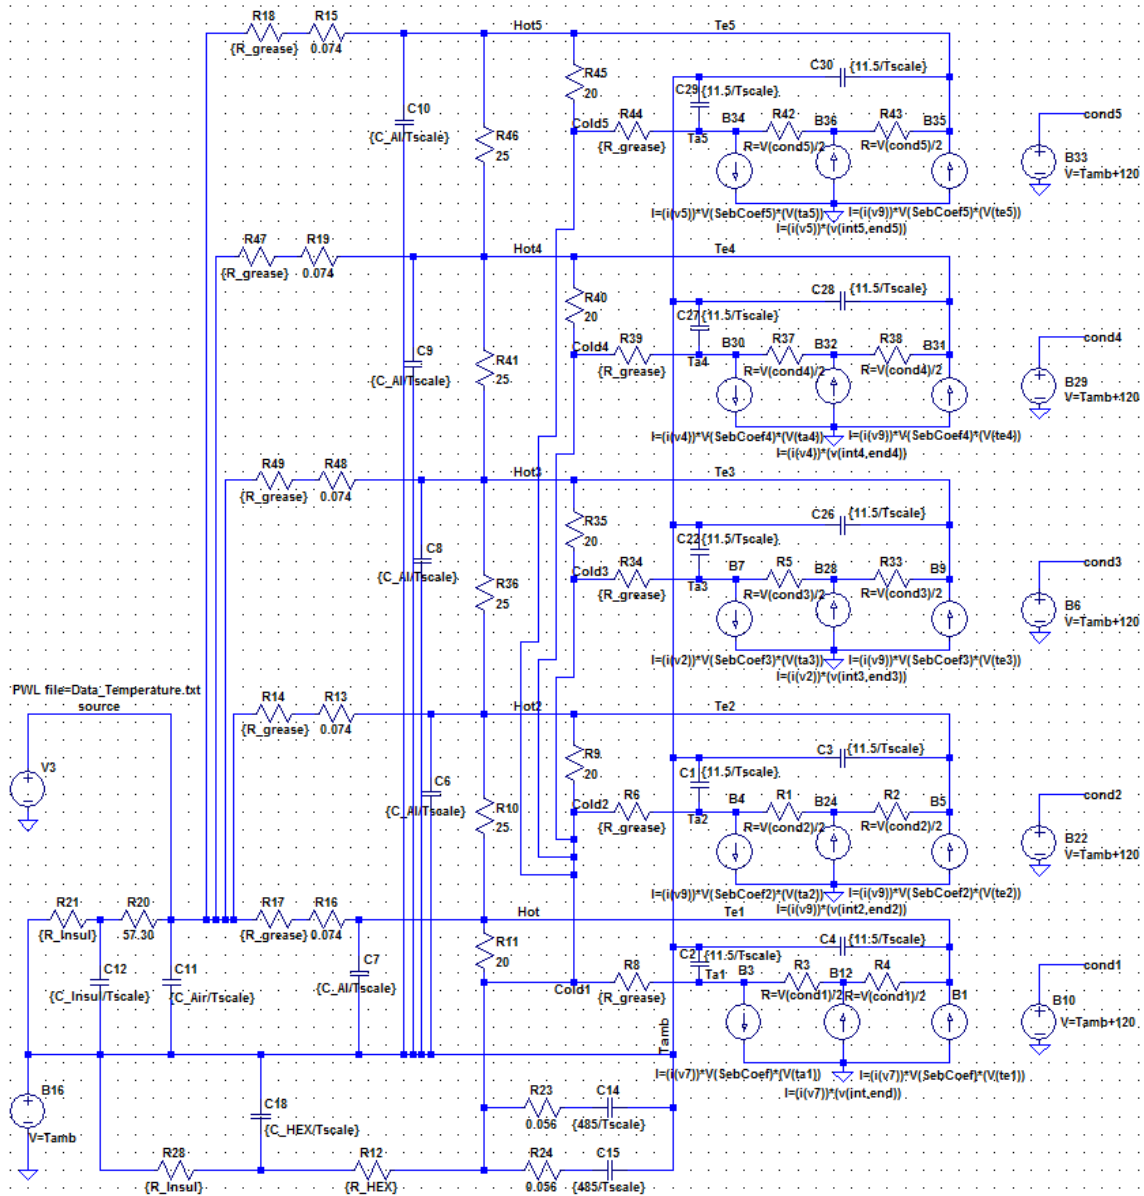 R18 R15
{R_grease} 0.074
Hot5 Te5
R45
20
C30 {11.5/Tscale}
C29 {11.5/Tscale}
C10
{C_Al/Tscale}
R46
25
Cold5 R44
{R_grease}
Ta5
B34 R42 B36 R43 B35
R=V(cond5)/2 R=V(cond5)/2
cond5
B33
V=Tamb+120
I=(i(v5))*V(SebCoef5)*(V(ta5)) I=(i(v9))*V(SebCoef5)*(V(te5))
I=(i(v5))*(v(int5,end5))
R47 R19
{R_grease} 0.074
Hot4 Te4
R40
20
C28 {11.5/Tscale}
C27 {11.5/Tscale}
C9
{C_Al/Tscale}
R41
25
Cold4 R39
{R_grease}
Ta4
B30 R37 B32 R38 B31
R=V(cond4)/2 R=V(cond4)/2
cond4
B29
V=Tamb+120
I=(i(v4))*V(SebCoef4)*(V(ta4)) I=(i(v9))*V(SebCoef4)*(V(te4))
I=(i(v4))*(v(int4,end4))
R49 R48
{R_grease} 0.074
Hot3 Te3
R35
20
C26 {11.5/Tscale}
C22 {11.5/Tscale}
C8
{C_Al/Tscale}
R36
25
Cold3 R34
{R_grease}
Ta3
B7 R5 B28 R33 B9
R=V(cond3)/2 R=V(cond3)/2
cond3
B6
V=Tamb+120
I=(i(v2))*V(SebCoef3)*(V(ta3)) I=(i(v9))*V(SebCoef3)*(V(te3))
I=(i(v2))*(v(int3,end3))
PWL file=Data_Temperature.txt
source
V3
R14 R13
{R_grease} 0.074
Hot2 Te2
R9
20
C3 {11.5/Tscale}
C1 {11.5/Tscale}
C6
{C_Al/Tscale}
R10
25
Cold2 R6
{R_grease}
Ta2
B4 R1 B24 R2 B5
R=V(cond2)/2 R=V(cond2)/2
cond2
B22
V=Tamb+120
I=(i(v9))*V(SebCoef2)*(V(ta2)) I=(i(v9))*V(SebCoef2)*(V(te2))
I=(i(v9))*(v(int2,end2))
R21 R20 R17 R16
{R_Insul} 57.30 {R_grease} 0.074
Hot Te1
R11
20
C12
{C_Insul/Tscale}
C11
{C_Air/Tscale}
C7
{C_Al/Tscale}
C4 {11.5/Tscale}
C2 {11.5/Tscale}
Cold1 R8
{R_grease}
Ta1
B3 R3 B12 R4 B1
R=V(cond1)/2 R=V(cond1)/2
cond1
B10
V=Tamb+120
Tamb
I=(i(v7))*V(SebCoef)*(V(ta1)) I=(i(v7))*V(SebCoef)*(V(te1))
I=(i(v7))*(v(int,end))
B16
V=Tamb
C18
{C_HEX/Tscale}
R23 C14
0.056 {485/Tscale}
R28 R12 R24 C15
{R_Insul} {R_HEX} 0.056 {485/Tscale}